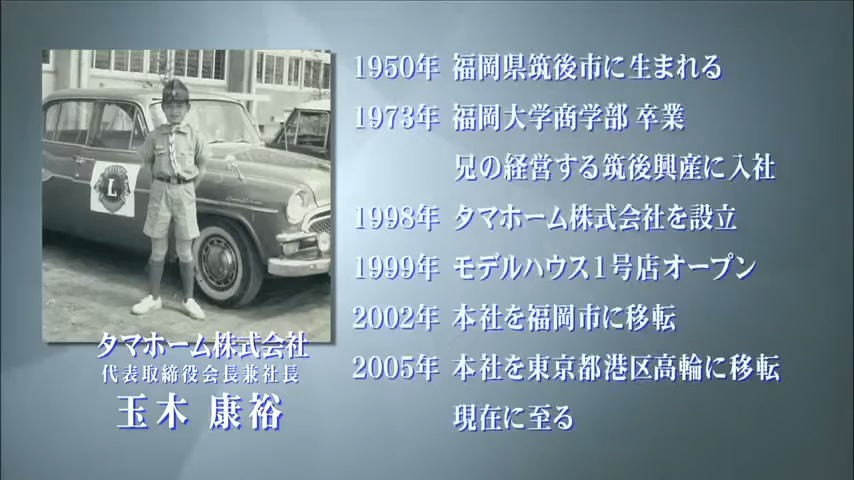 1950年 福岡県筑後市に生まれる
1973年 福岡大学商学部 卒業
兄の経営する筑後興産に入社
1998年 タマホーム株式会社を設立
1999年 モデルハウス1号店オープン
2002年 本社を福岡市に移転
2005年 本社を東京都港区高輪に移転
現在に至る
L
タマホーム株式会社
代表取締役会長兼社長
玉木 康裕